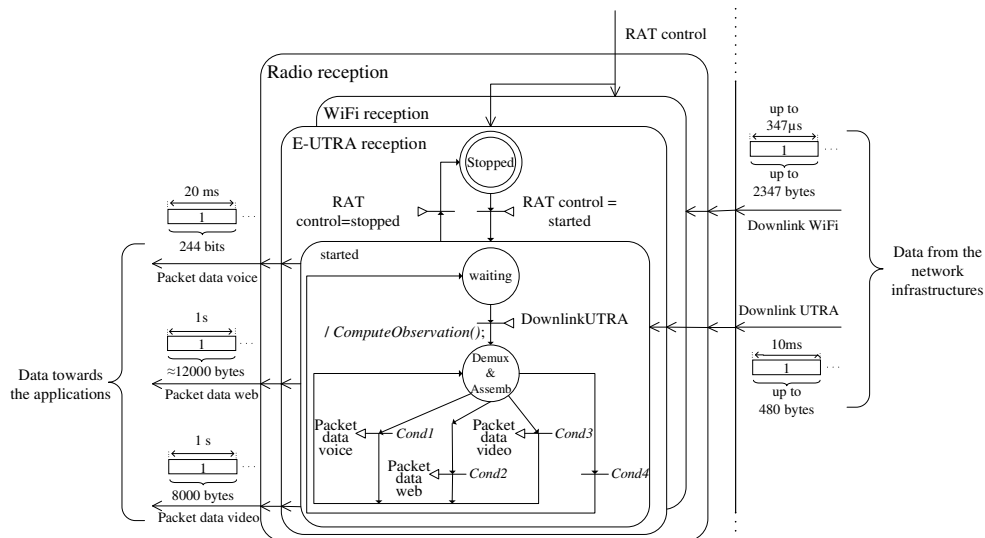 RAT control
Radio reception
WiFi reception
E-UTRA reception
Stopped
RAT
control=stopped
RAT control =
started
started
waiting
DownlinkUTRA
/ ComputeObservation();
Demux
&
Assemb
Packet
data
voice
Cond1
Packet
data
web
Cond2
Packet
data
video
Cond3
Cond4
20 ms
1
...
244 bits
Packet data voice
1s
1
...
≈12000 bytes
Packet data web
1 s
1
...
8000 bytes
Packet data video
Data towards
the applications
up to
347µs
1
...
up to
2347 bytes
Downlink WiFi
Downlink UTRA
10ms
1
...
up to
480 bytes
Data from the
network
infrastructures